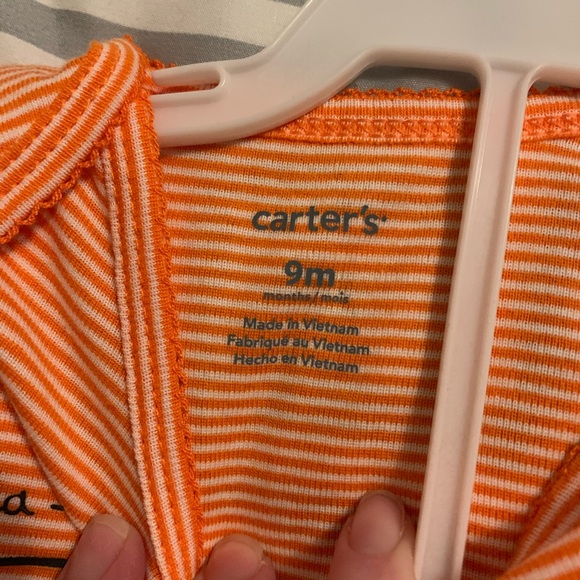 carter's
9m
months/mois
Made in Vietnam
Fabriqué au Vietnam
Hecho en Vietnam